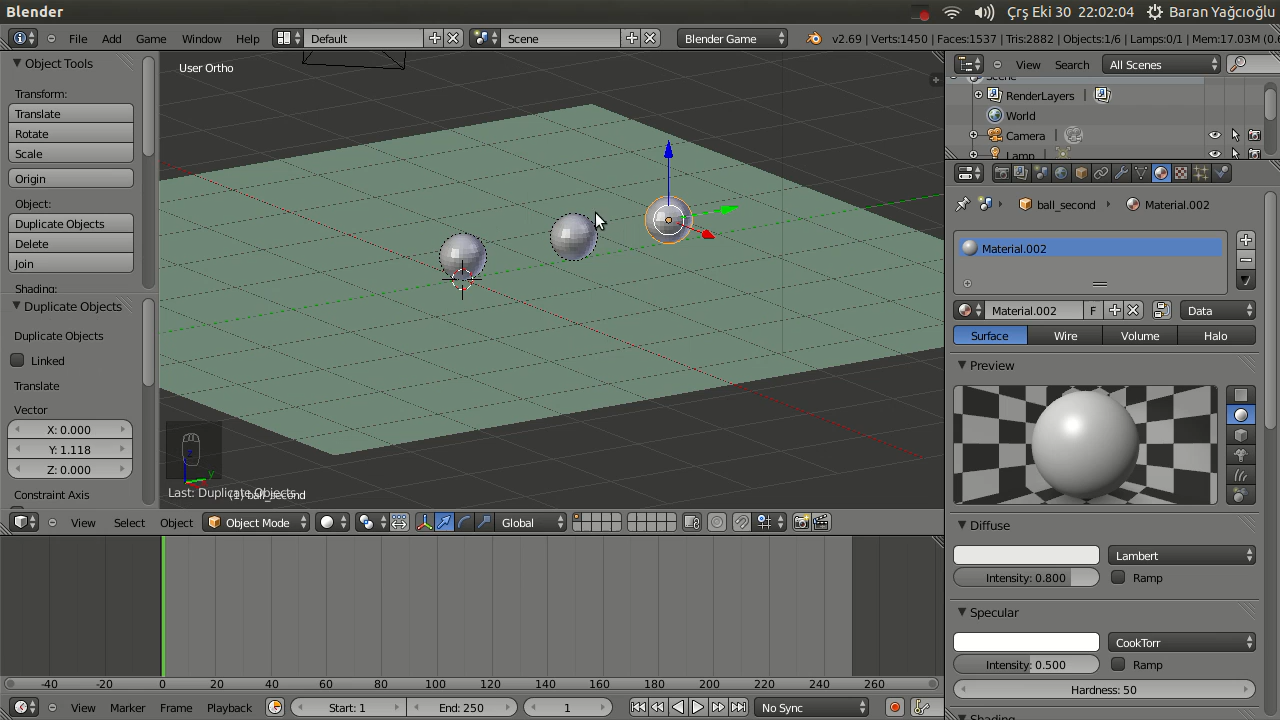 Blender
Çrş Eki 30 22:02:04 Baran Yağcıoğlu
File Add Game Window Help Default Scene Blender Game v2.69 | Verts:1450 | Faces:1537 | Tris:2882 | Objects:1/6 | Lamps:0/1 | Mem:17.03M
Object Tools
Transform:
Translate
Rotate
Scale
Origin
Object:
Duplicate Objects
Delete
Join
Shading:
Duplicate Objects
Duplicate Objects
Linked
Translate
Vector
X: 0.000
Y: 1.118
Z: 0.000
Constraint Axis
User Ortho
z
y
Last: Duplicate Objects
(1) ball_second
View Select Object Object Mode Global
-40 -20 0 20 40 60 80 100 120 140 160 180 200 220 240 260
View Marker Frame Playback Start: 1 End: 250 1 No Sync
View Search All Scenes
Scene
RenderLayers |
World
Camera |
Lamp |
ball_second Material.002
Material.002
Material.002 F Data
Surface Wire Volume Halo
Preview
Diffuse
Lambert
Intensity: 0.800 Ramp
Specular
CookTorr
Intensity: 0.500 Ramp
Hardness: 50
Shading